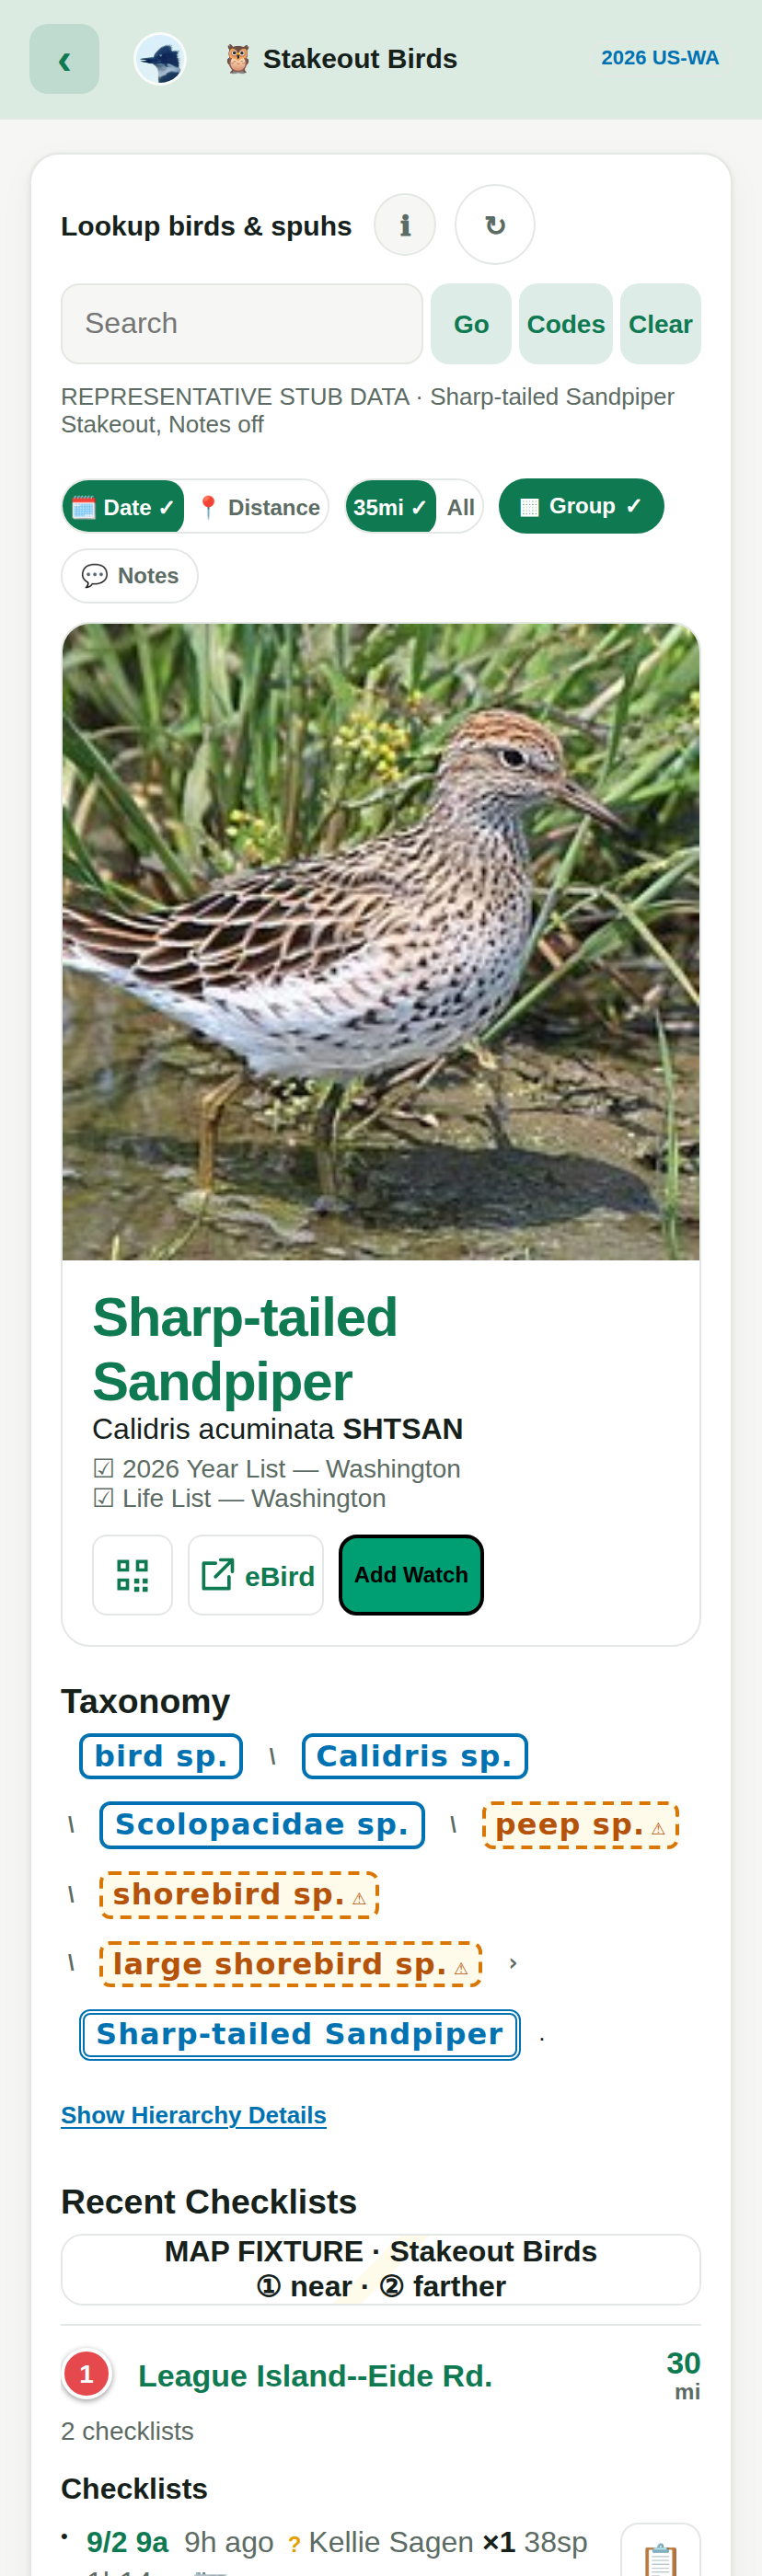 ‹ 🦉 Stakeout Birds 2026 US-WA
Lookup birds & spuhs ℹ ↻
Search Go Codes Clear
REPRESENTATIVE STUB DATA · Sharp-tailed Sandpiper
Stakeout, Notes off
🗓️ Date ✓ 📍 Distance 35mi ✓ All ▦ Group ✓
💬 Notes
Sharp-tailed
Sandpiper
Calidris acuminata SHTSAN
☑ 2026 Year List — Washington
☑ Life List — Washington
eBird Add Watch
Taxonomy
bird sp. \ Calidris sp.
\ Scolopacidae sp. \ peep sp. ⚠
\ shorebird sp. ⚠
\ large shorebird sp. ⚠ ›
Sharp-tailed Sandpiper .
Show Hierarchy Details
Recent Checklists
MAP FIXTURE · Stakeout Birds
① near · ② farther
1 League Island--Eide Rd. 30
mi
2 checklists
Checklists
• 9/2 9a 9h ago ? Kellie Sagen ×1 38sp 📋